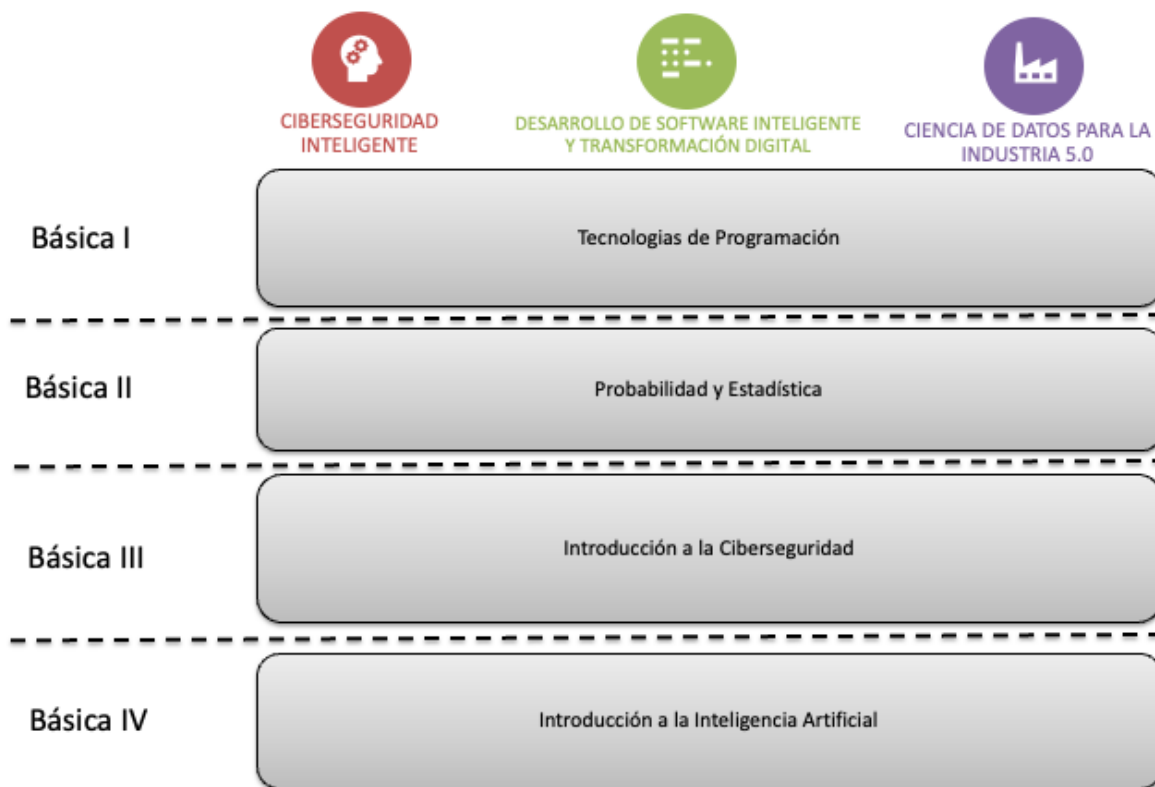 CIBERSEGURIDAD
INTELIGENTE
DESARROLLO DE SOFTWARE INTELIGENTE
Y TRANSFORMACIÓN DIGITAL
CIENCIA DE DATOS PARA LA
INDUSTRIA 5.0
Básica I
Tecnologias de Programación
Básica II
Probabilidad y Estadística
Básica III
Introducción a la Ciberseguridad
Básica IV
Introducción a la Inteligencia Artificial